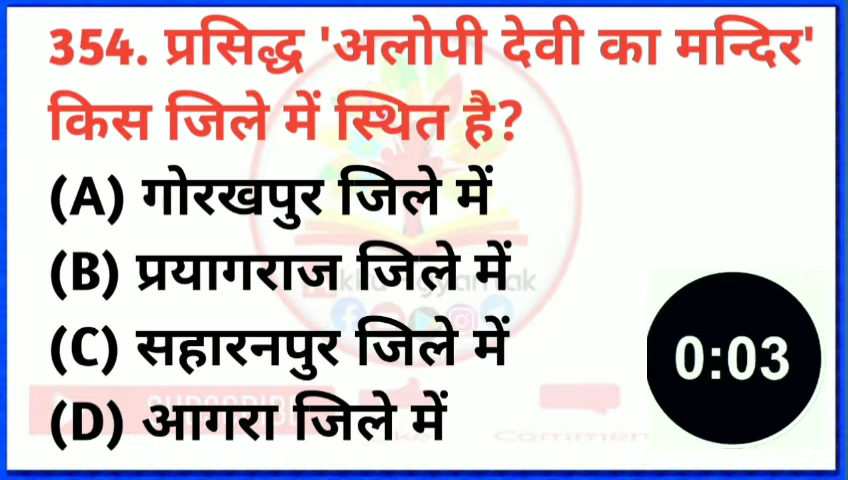 354. प्रसिद्ध 'अलोपी देवी का मन्दिर'
किस जिले में स्थित है?
(A) गोरखपुर जिले में
(B) प्रयागराज जिले में
(C) सहारनपुर जिले में
(D) आगरा जिले में
0:03